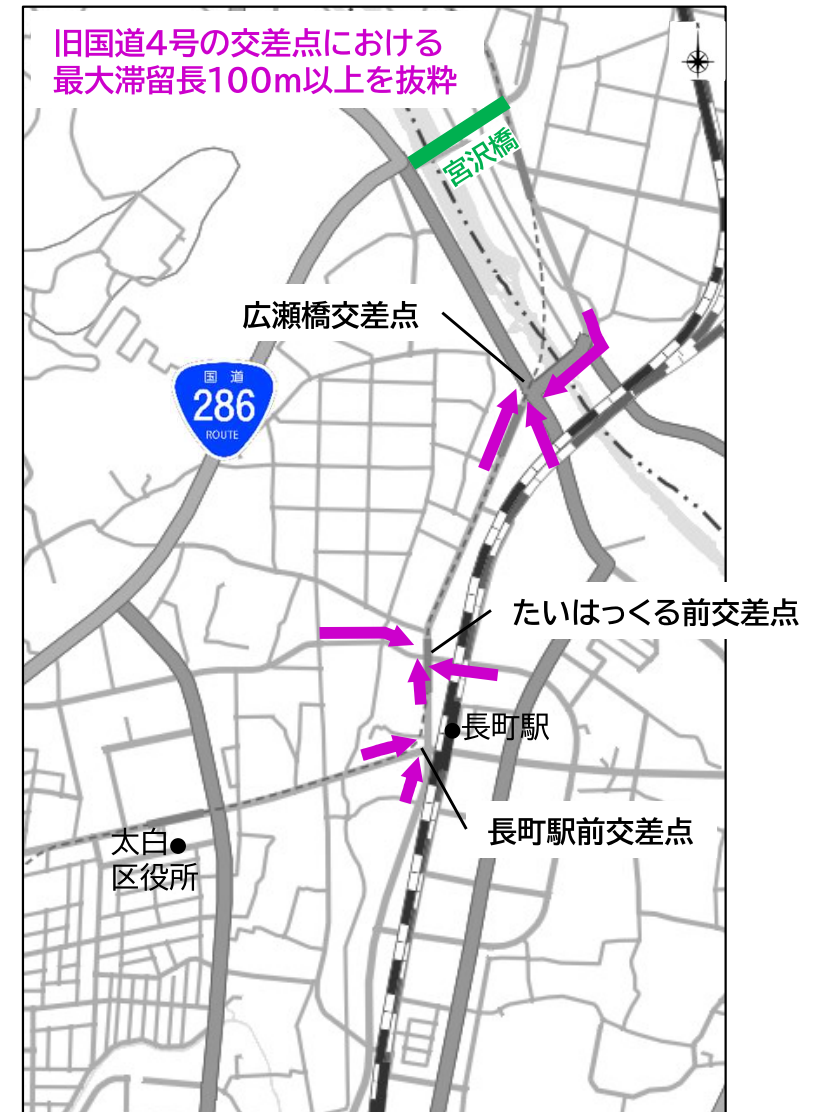 旧国道4号の交差点における
最大滞留長100m以上を抜粋
宮沢橋
広瀬橋交差点
国道
286
ROUTE
たいはっくる前交差点
長町駅
長町駅前交差点
太白
区役所